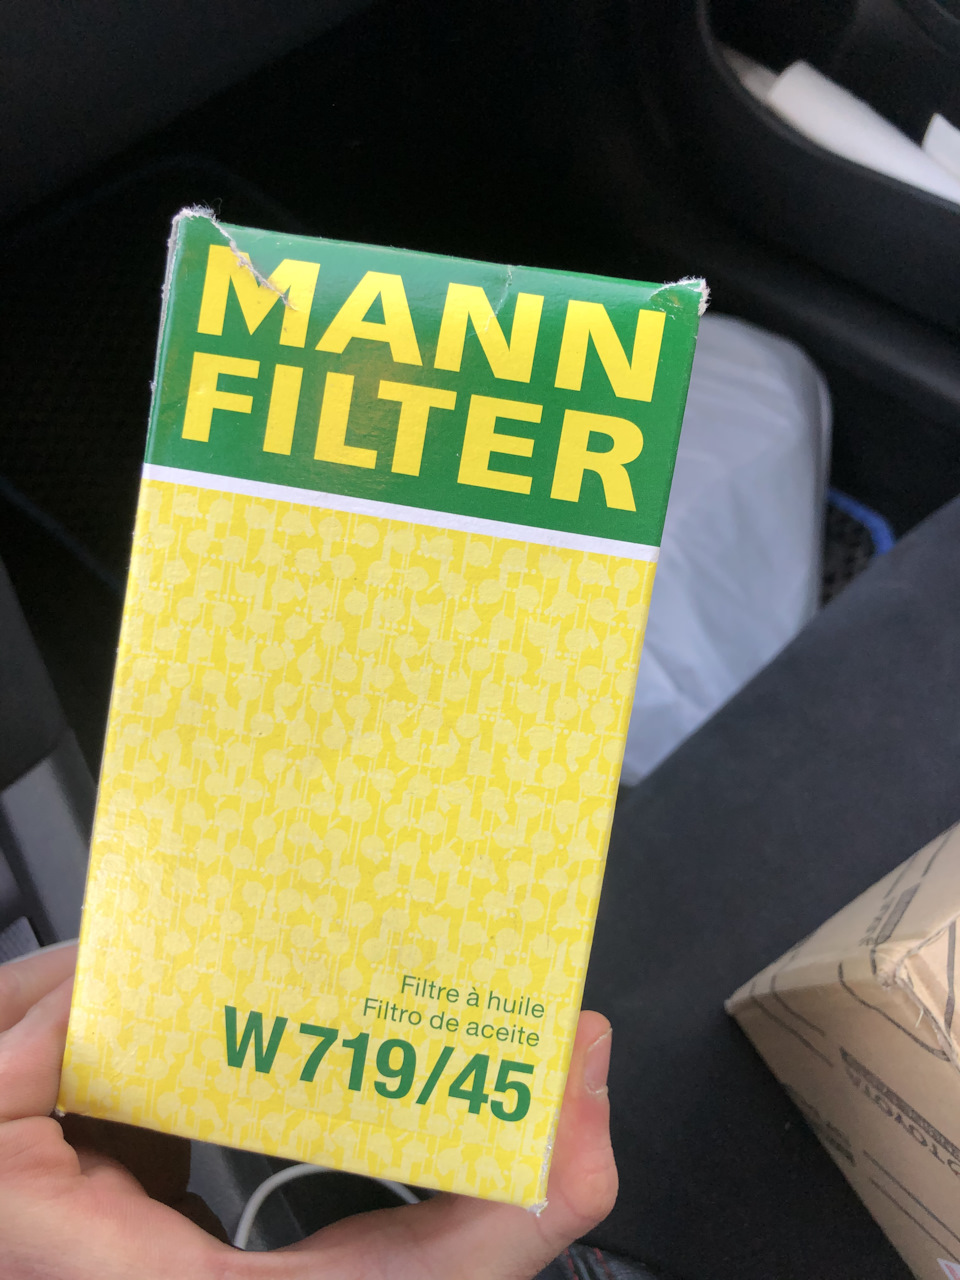 MANN
FILTER
Filtre à huile
Filtro de aceite
W 719/45